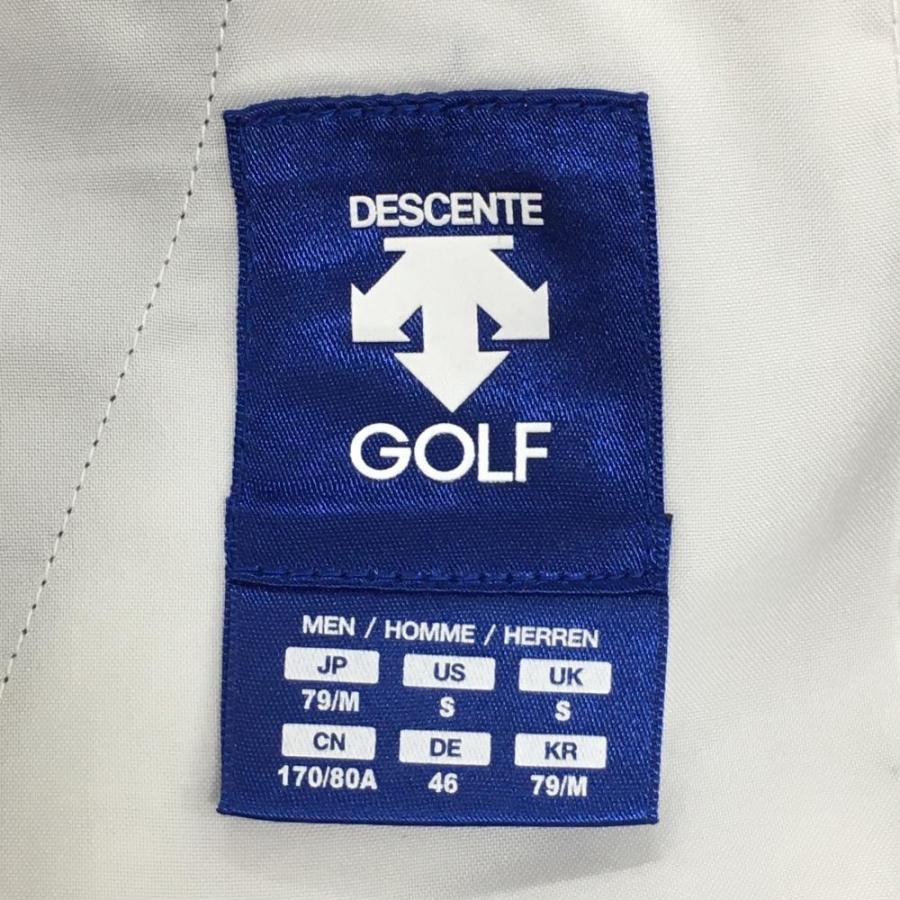 DESCENTE
GOLF
MEN / HOMME / HERREN
JP US UK
79/M S S
CN DE KR
170/80A 46 79/M